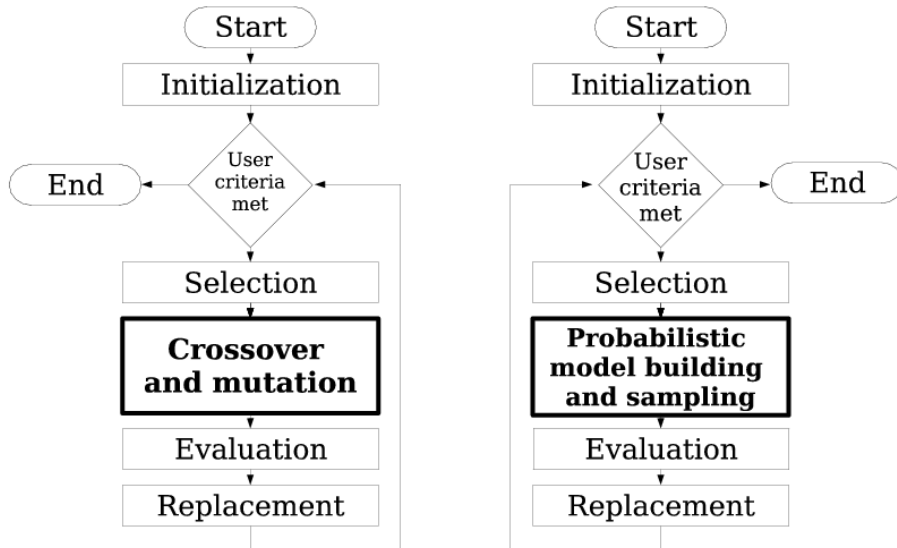 Start
Initialization
User
criteria
met
End
Selection
Crossover
and mutation
Evaluation
Replacement
Start
Initialization
User
criteria
met
End
Selection
Probabilistic
model building
and sampling
Evaluation
Replacement